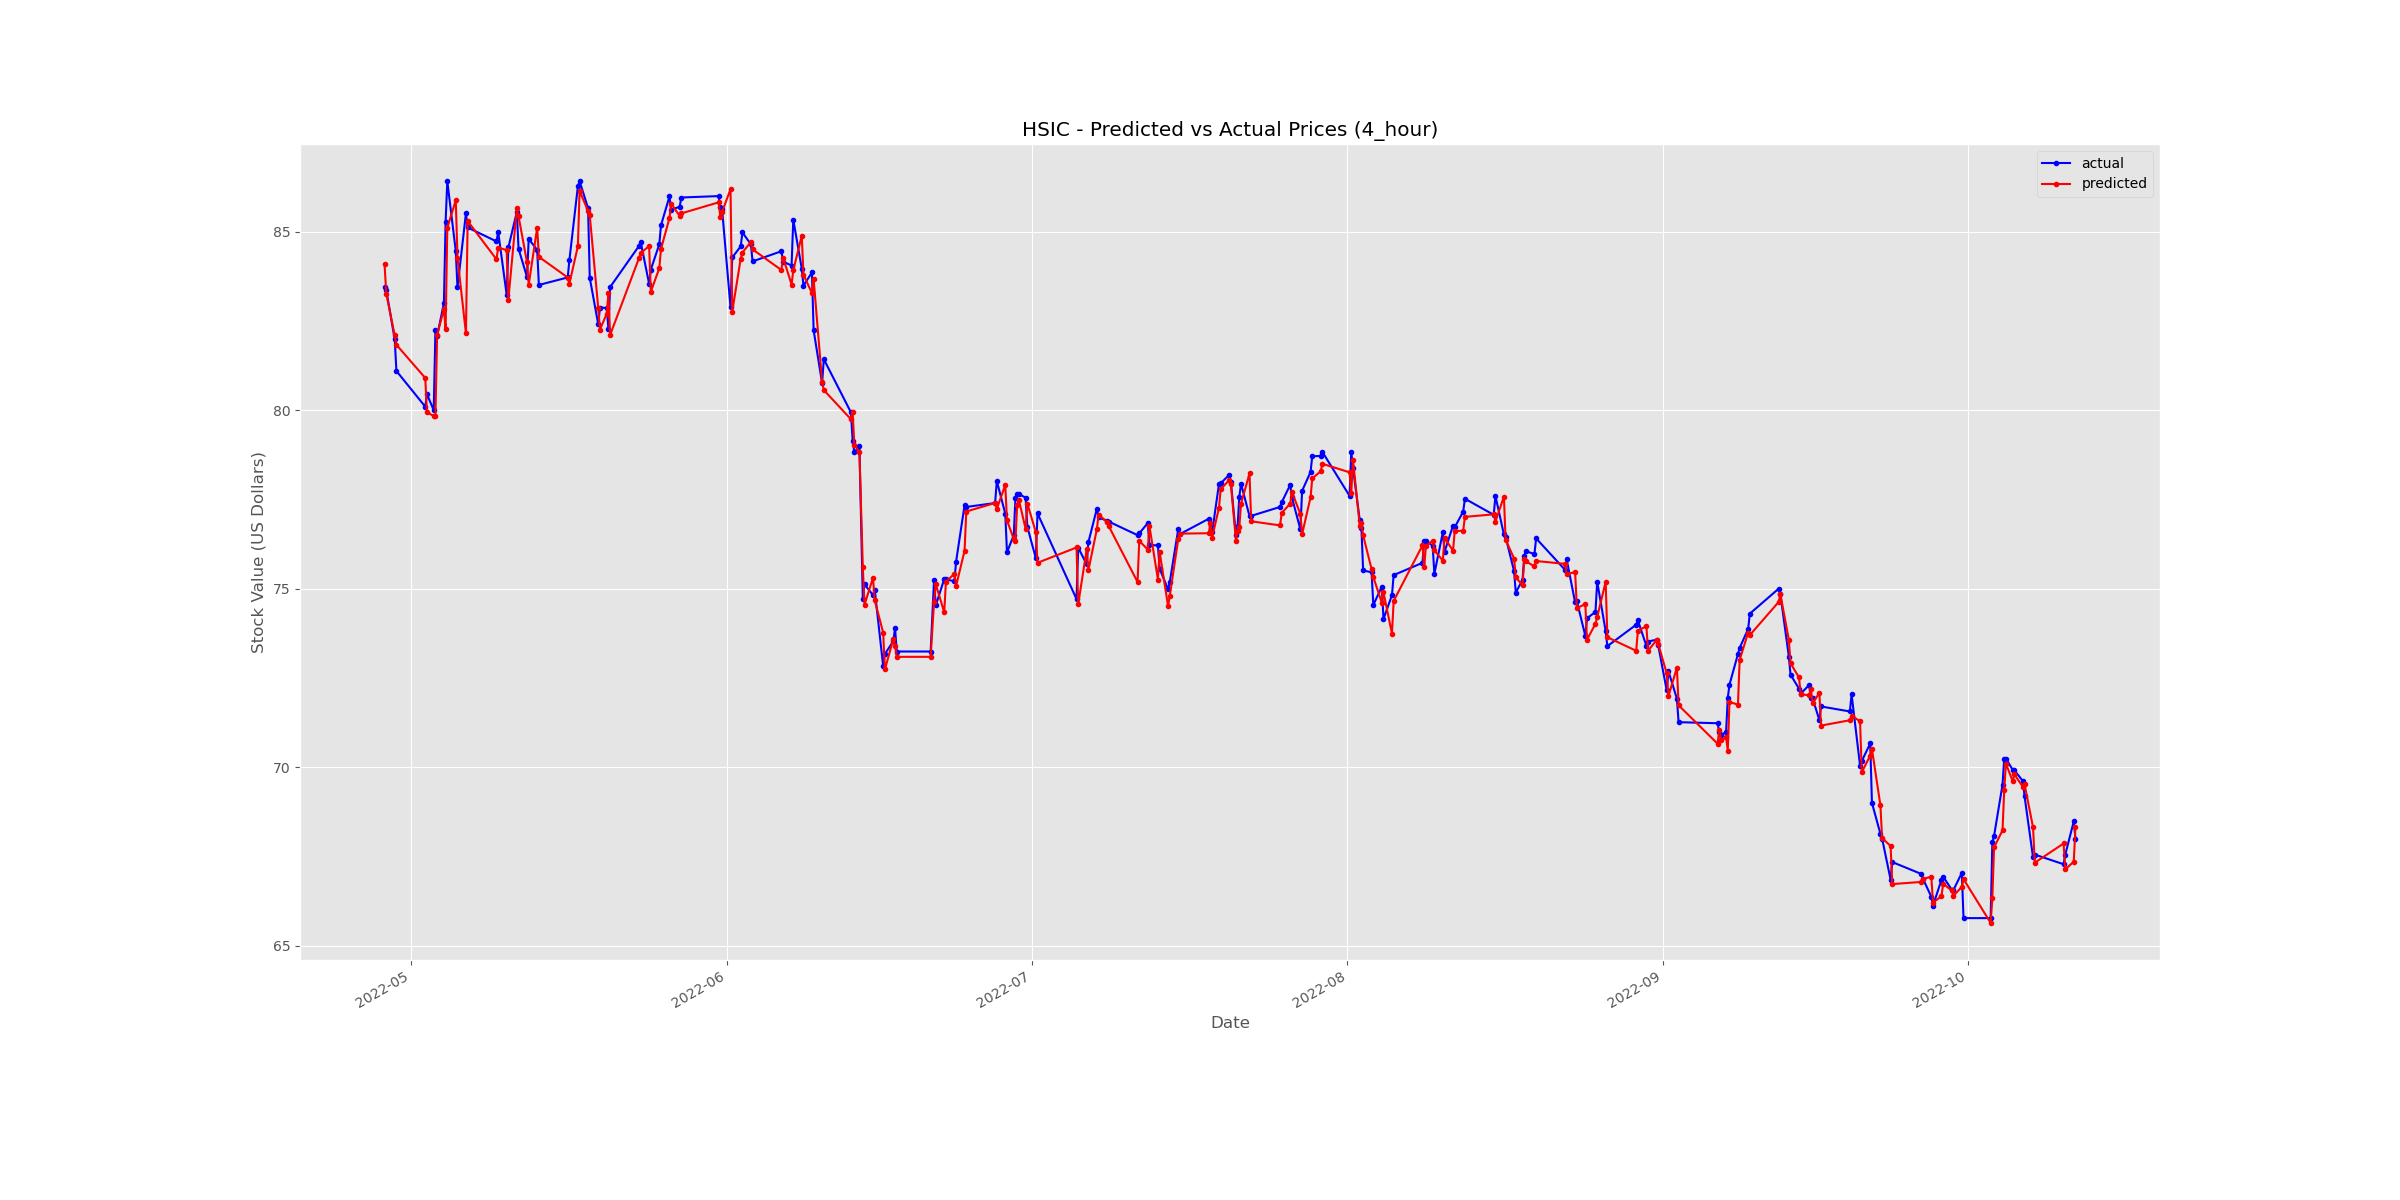 HSIC - Predicted vs Actual Prices (4_hour)
actual
predicted
Stock Value (US Dollars)
85
80
75
70
65
2022-05
2022-06
2022-07
2022-08
2022-09
2022-10
Date